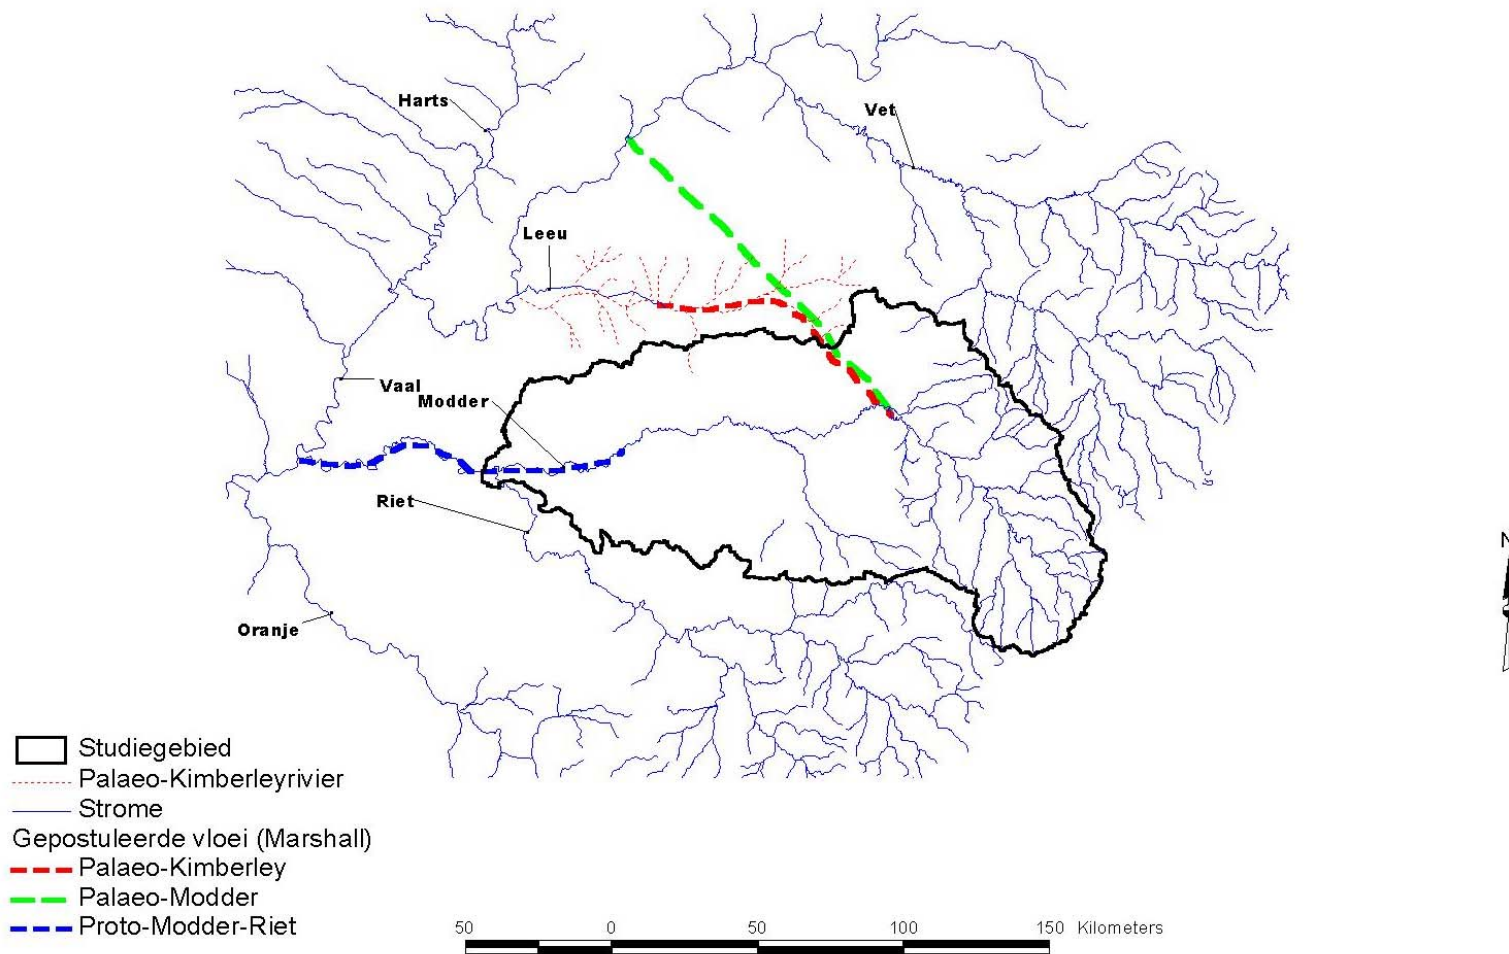 Harts
Vet
Leeu
Vaal
Modder
Riet
Oranje
N
Studiegebied
Palaeo-Kimberleyrivier
Strome
Gepostuleerde vloei (Marshall)
Palaeo-Kimberley
Palaeo-Modder
Proto-Modder-Riet
50 0 50 100 150 Kilometers